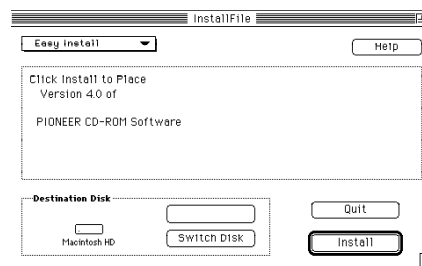 InstallFile
Easy Install
Help
Click Install to Place
Version 4.0 of
PIONEER CD-ROM Software
Destination Disk
Macintosh HD
Switch Disk
Quit
Install